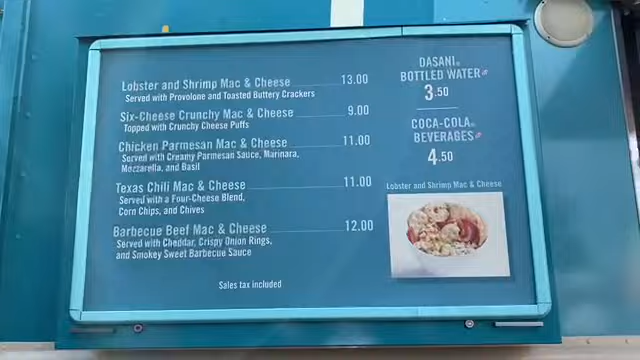 Lobster and Shrimp Mac & Cheese 13.00
Served with Provolone and Toasted Buttery Crackers
Six-Cheese Crunchy Mac & Cheese 9.00
Topped with Crunchy Cheese Puffs
Chicken Parmesan Mac & Cheese 11.00
Served with Creamy Parmesan Sauce, Marinara,
Mozzarella, and Basil
Texas Chili Mac & Cheese 11.00
Served with a Four-Cheese Blend,
Corn Chips, and Chives
Barbecue Beef Mac & Cheese 12.00
Served with Cheddar, Crispy Onion Rings,
and Smokey Sweet Barbecue Sauce
Sales tax included
DASANI®
BOTTLED WATER
3.50
COCA-COLA®
BEVERAGES
4.50
Lobster and Shrimp Mac & Cheese